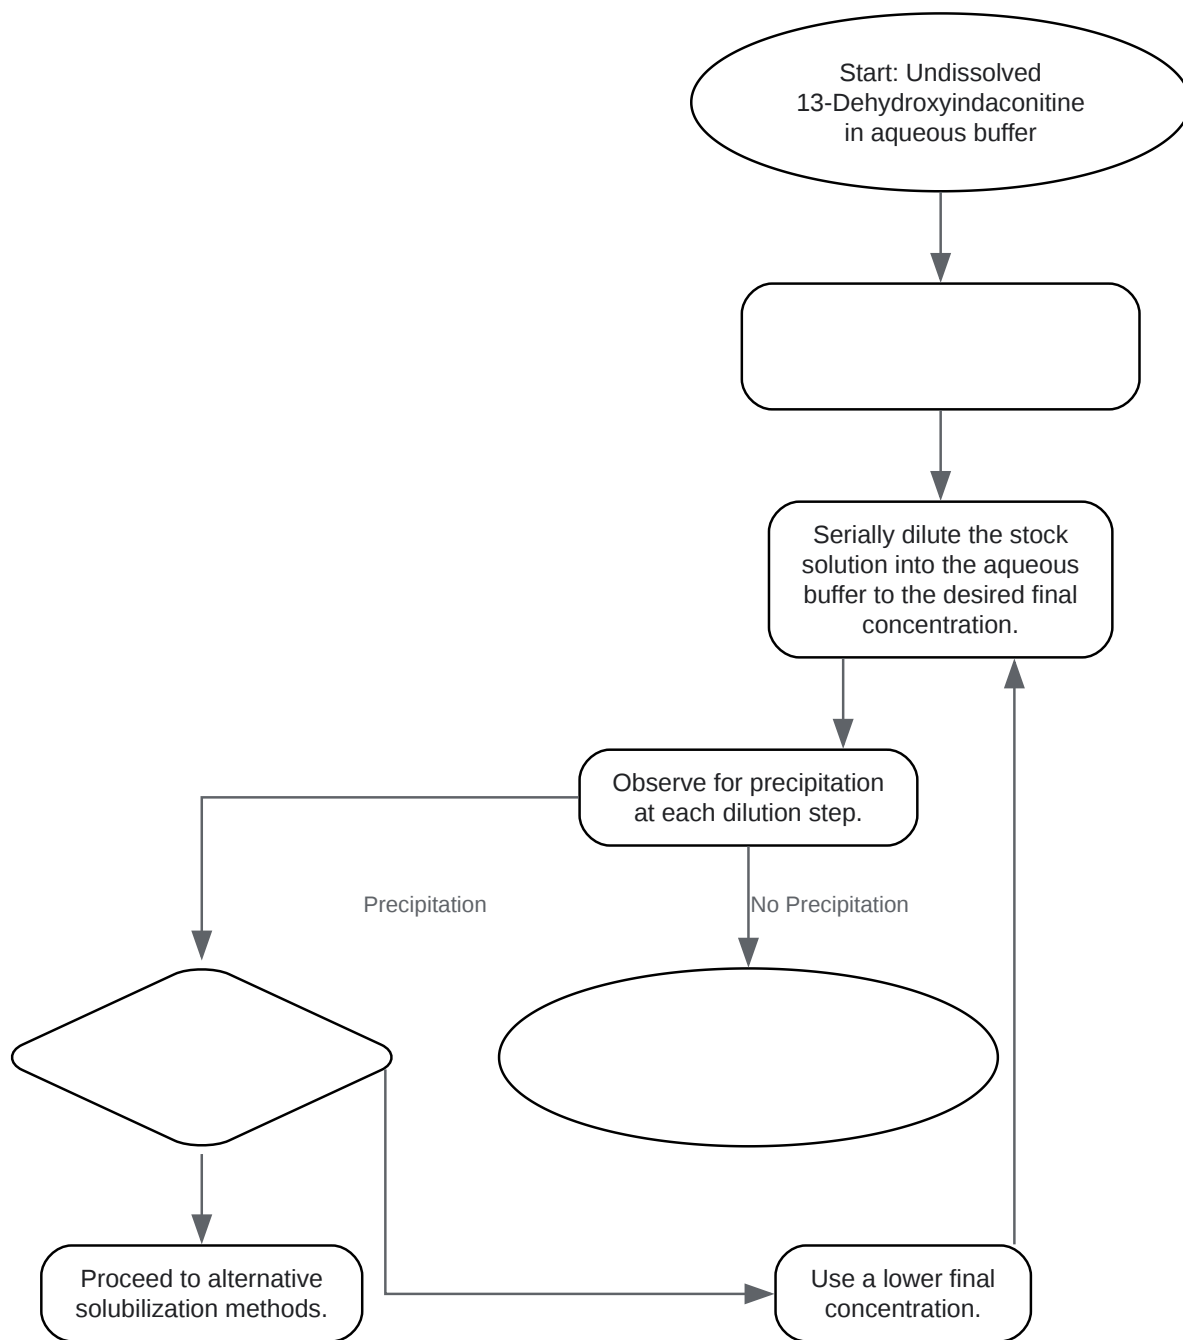 Start: Undissolved
13-Dehydroxyindaconitine
in aqueous buffer
Serially dilute the stock
solution into the aqueous
buffer to the desired final
concentration.
Observe for precipitation
at each dilution step.
Precipitation
No Precipitation
Proceed to alternative
solubilization methods.
Use a lower final
concentration.